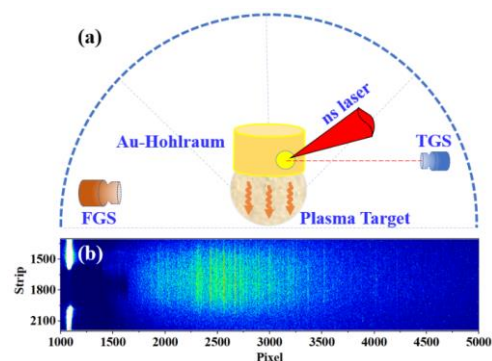 (a)
ns laser
Au-Hohlraum
TGS
FGS
Plasma Target
(b)
Strip
1500
1800
2100
1000 1500 2000 2500 3000 3500 4000 4500 5000
Pixel